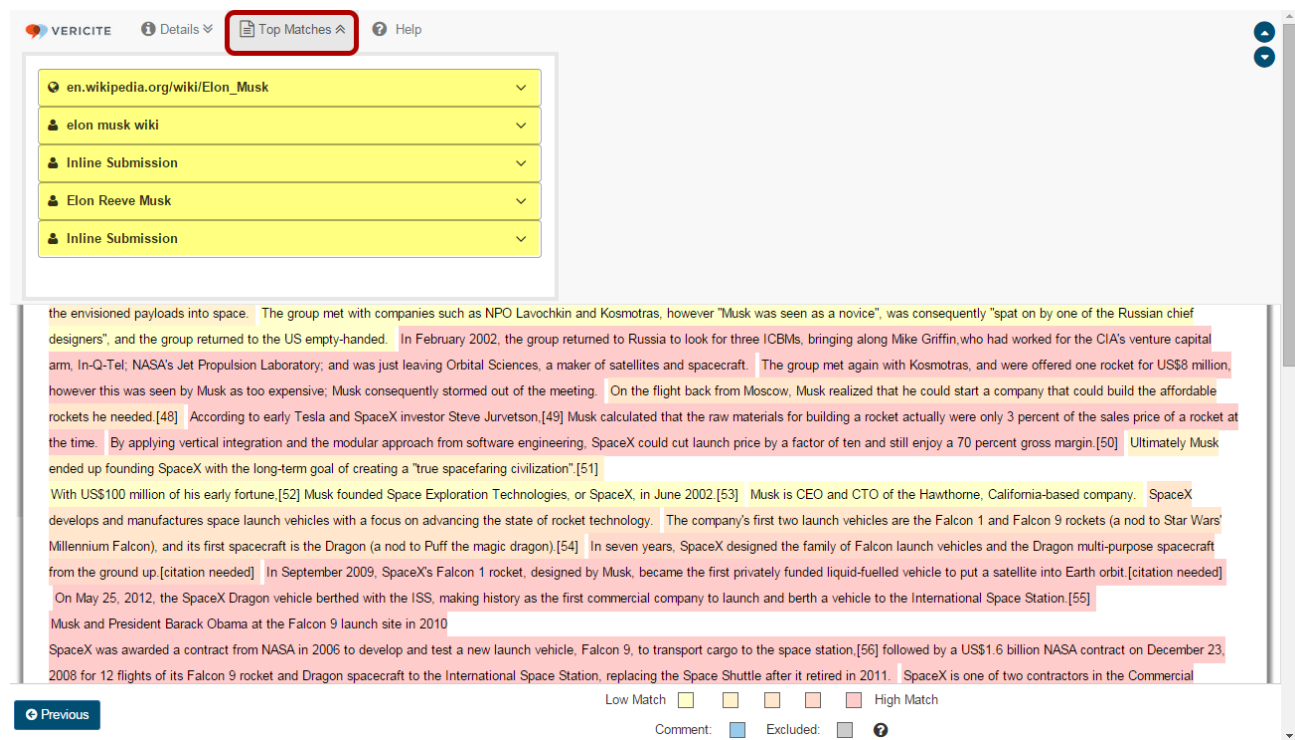 VERICITE Details Top Matches Help
en.wikipedia.org/wiki/Elon_Musk
elon musk wiki
Inline Submission
Elon Reeve Musk
Inline Submission
the envisioned payloads into space. The group met with companies such as NPO Lavochkin and Kosmotras, however "Musk was seen as a novice", was consequently "spat on by one of the Russian chief
designers", and the group returned to the US empty-handed. In February 2002, the group returned to Russia to look for three ICBMs, bringing along Mike Griffin,who had worked for the CIA's venture capital
arm, In-Q-Tel; NASA's Jet Propulsion Laboratory; and was just leaving Orbital Sciences, a maker of satellites and spacecraft. The group met again with Kosmotras, and were offered one rocket for US$8 million,
however this was seen by Musk as too expensive; Musk consequently stormed out of the meeting. On the flight back from Moscow, Musk realized that he could start a company that could build the affordable
rockets he needed.[48] According to early Tesla and SpaceX investor Steve Jurvetson,[49] Musk calculated that the raw materials for building a rocket actually were only 3 percent of the sales price of a rocket at
the time. By applying vertical integration and the modular approach from software engineering, SpaceX could cut launch price by a factor of ten and still enjoy a 70 percent gross margin.[50] Ultimately Musk
ended up founding SpaceX with the long-term goal of creating a "true spacefaring civilization".[51]
With US$100 million of his early fortune,[52] Musk founded Space Exploration Technologies, or SpaceX, in June 2002.[53] Musk is CEO and CTO of the Hawthorne, California-based company. SpaceX
develops and manufactures space launch vehicles with a focus on advancing the state of rocket technology. The company's first two launch vehicles are the Falcon 1 and Falcon 9 rockets (a nod to Star Wars'
Millennium Falcon), and its first spacecraft is the Dragon (a nod to Puff the magic dragon).[54] In seven years, SpaceX designed the family of Falcon launch vehicles and the Dragon multi-purpose spacecraft
from the ground up.[citation needed] In September 2009, SpaceX's Falcon 1 rocket, designed by Musk, became the first privately funded liquid-fuelled vehicle to put a satellite into Earth orbit.[citation needed]
On May 25, 2012, the SpaceX Dragon vehicle berthed with the ISS, making history as the first commercial company to launch and berth a vehicle to the International Space Station.[55]
Musk and President Barack Obama at the Falcon 9 launch site in 2010
SpaceX was awarded a contract from NASA in 2006 to develop and test a new launch vehicle, Falcon 9, to transport cargo to the space station,[56] followed by a US$1.6 billion NASA contract on December 23,
2008 for 12 flights of its Falcon 9 rocket and Dragon spacecraft to the International Space Station, replacing the Space Shuttle after it retired in 2011. SpaceX is one of two contractors in the Commercial
Low Match High Match
Previous
Comment: Excluded: